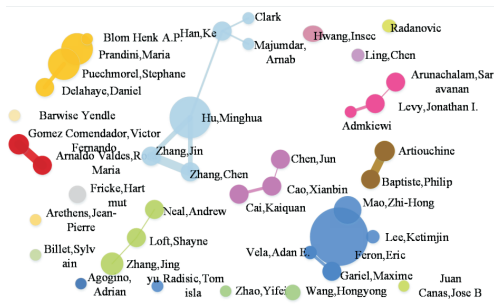 Blom Henk A.P.
Prandini,Maria
Puechmorel,Stephane
Delahaye,Daniel
Han,Ke
Clark
Majumdar,
Arnab
Hwang,Insec
Radanovic
Ling,Chen
Arunachalam,Sar
avanan
Levy,Jonathan I.
Admkiewi
Barwise Yendle
Gomez Comendador,Victor
Fernando
Arnaldo Valdes,R.
Maria
Hu,Minghua
Zhang,Jin
Zhang,Chen
Chen,Jun
Cao,Xianbin
Cai,Kaiquan
Artiouchine
Baptiste,Philip
Fricke,Hart
mut
Arethens,Jean-
Pierre
Neal,Andrew
Loft,Shayne
Zhang,Jing
yu
Billet,Sylv
ain
Agogino,
Adrian
Radisic,Tom
isla
Mao,Zhi-Hong
Lee,Ketimjin
Feron,Eric
Vela,Adan E.
Gariel,Maxime
Zhao,Yifei
Wang,Hongyong
Juan
Canas,Jose B